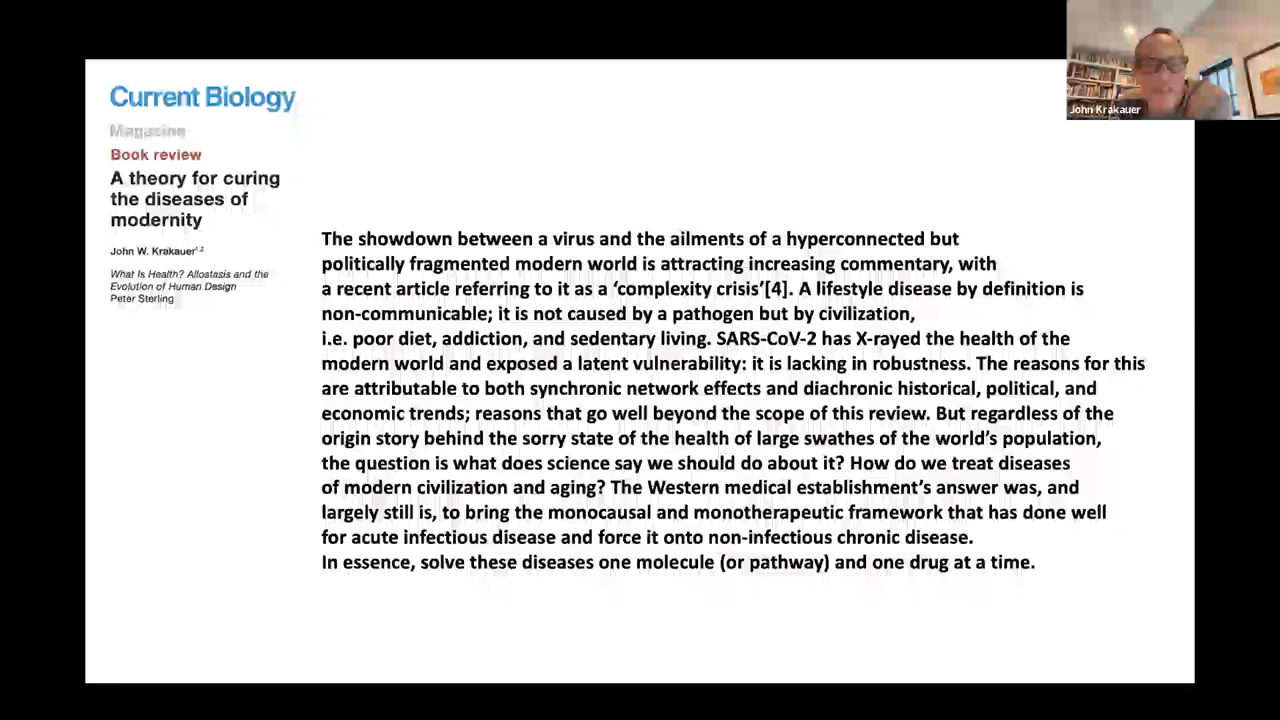 Current Biology
Magazine
Book review
A theory for curing
the diseases of
modernity
John W. Krakauer1,2
What Is Health? Allostasis and the
Evolution of Human Design
Peter Sterling
The showdown between a virus and the ailments of a hyperconnected but
politically fragmented modern world is attracting increasing commentary, with
a recent article referring to it as a ‘complexity crisis’[4]. A lifestyle disease by definition is
non-communicable; it is not caused by a pathogen but by civilization,
i.e. poor diet, addiction, and sedentary living. SARS-CoV-2 has X-rayed the health of the
modern world and exposed a latent vulnerability: it is lacking in robustness. The reasons for this
are attributable to both synchronic network effects and diachronic historical, political, and
economic trends; reasons that go well beyond the scope of this review. But regardless of the
origin story behind the sorry state of the health of large swathes of the world’s population,
the question is what does science say we should do about it? How do we treat diseases
of modern civilization and aging? The Western medical establishment’s answer was, and
largely still is, to bring the monocausal and monotherapeutic framework that has done well
for acute infectious disease and force it onto non-infectious chronic disease.
In essence, solve these diseases one molecule (or pathway) and one drug at a time.
John Krakauer